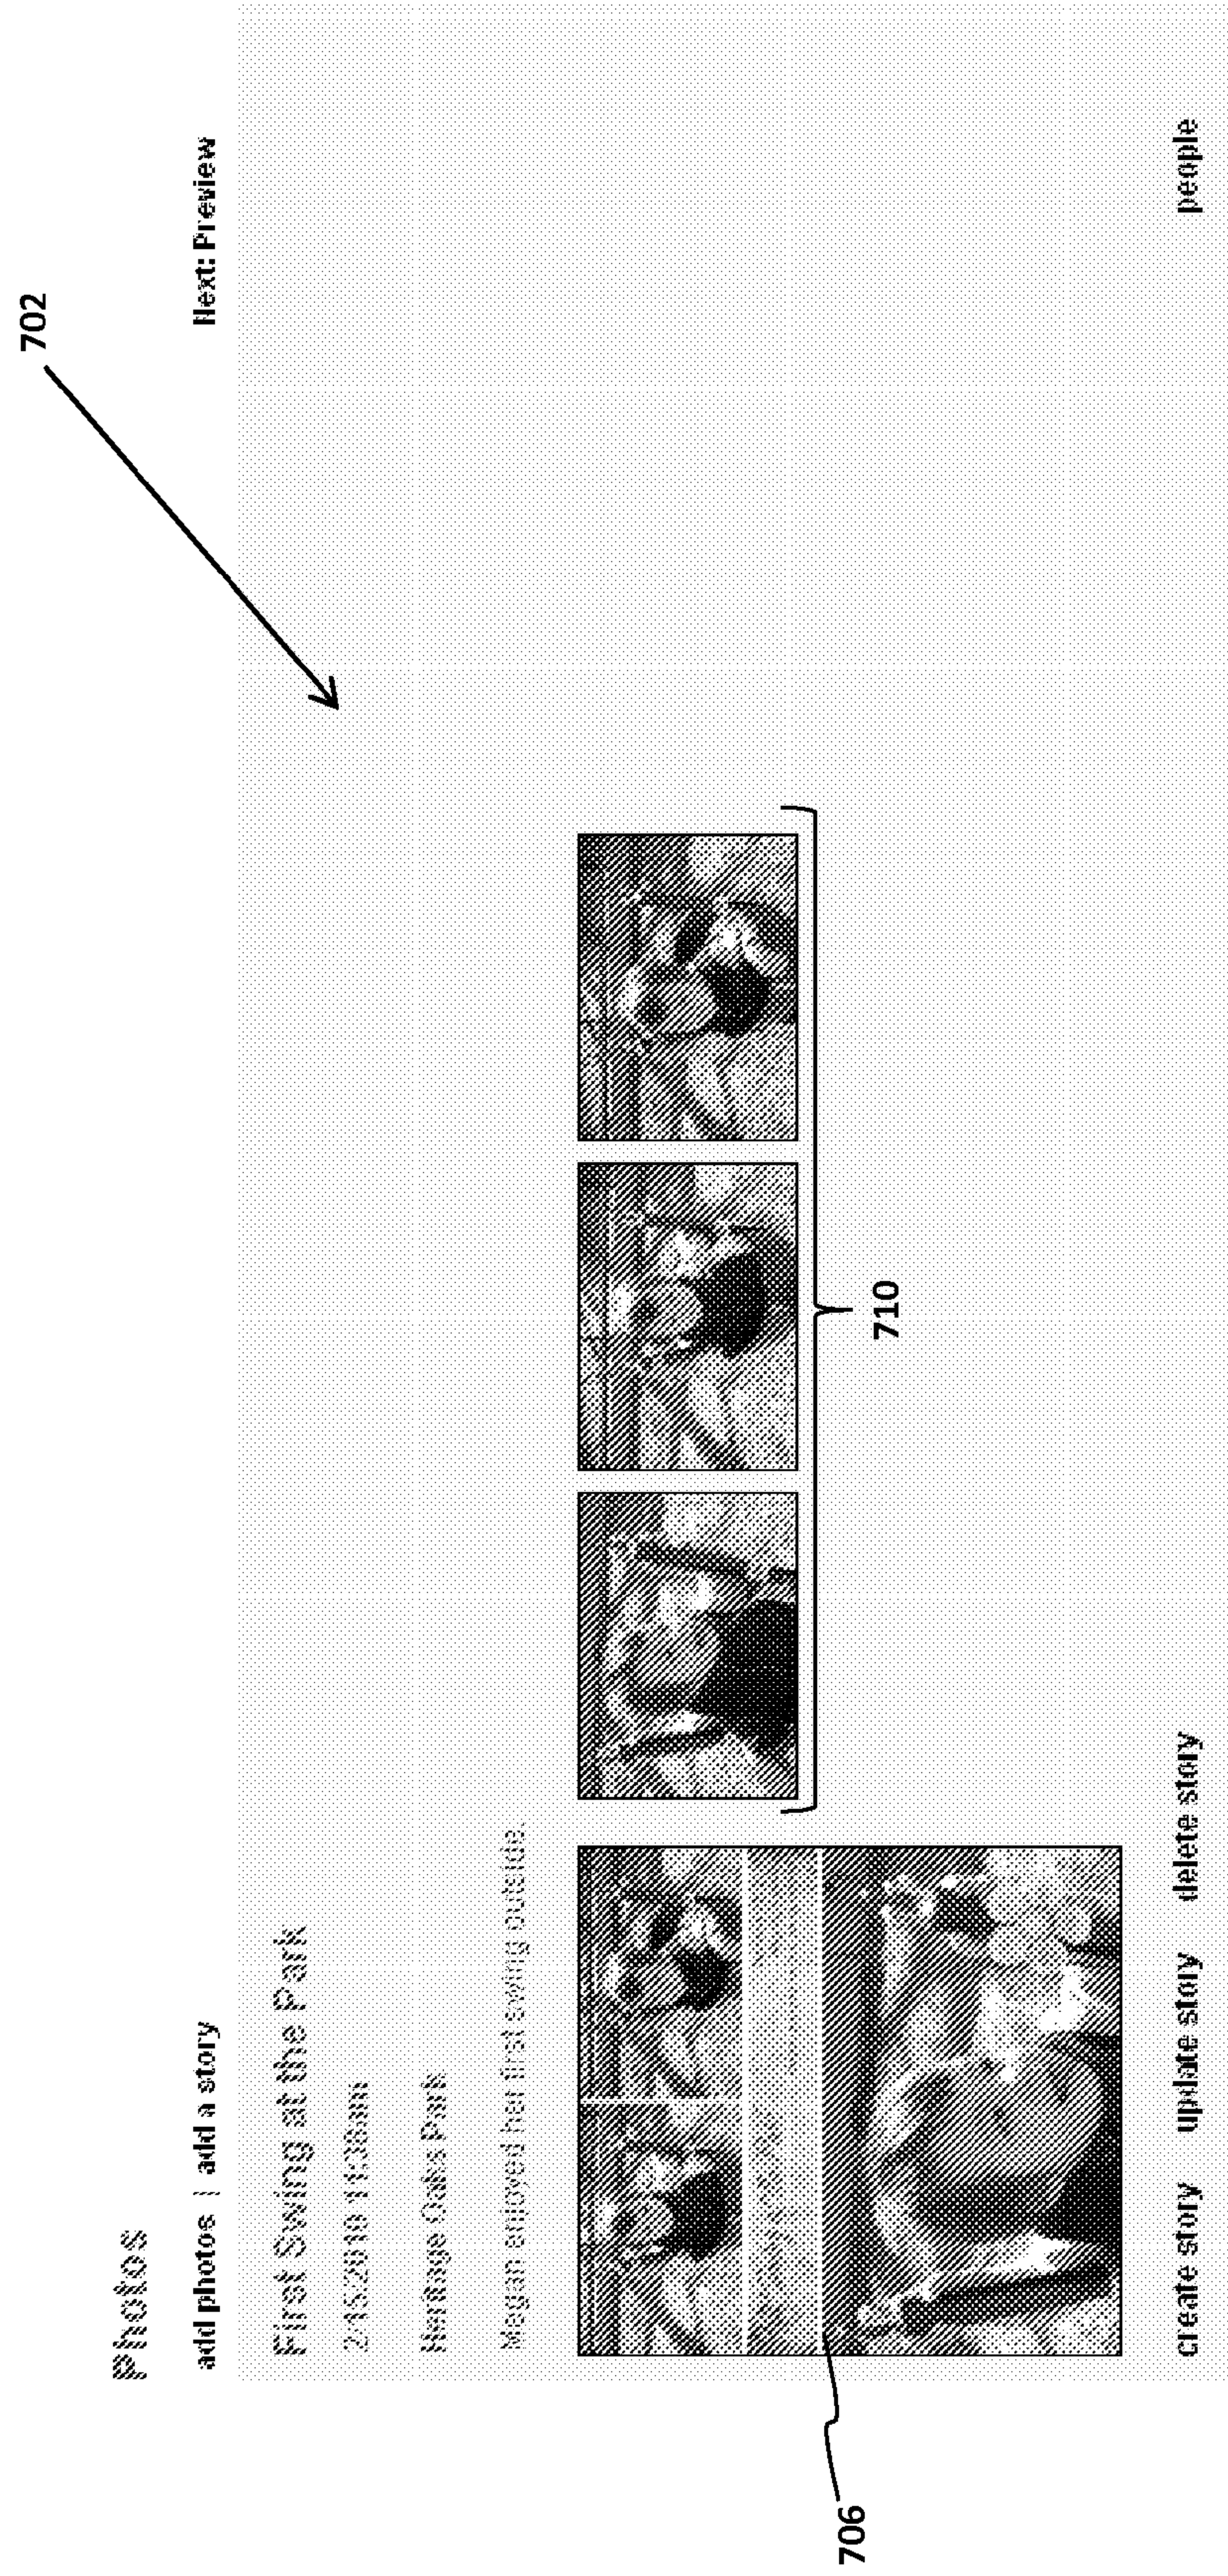 702
Photos
add photos | add a story
Next: Preview
First Swing at the Park
2-15-2010 11:38am
Heritage Oaks Park
Megan enjoyed her first swing outside.
706
710
create story
update story
delete story
people